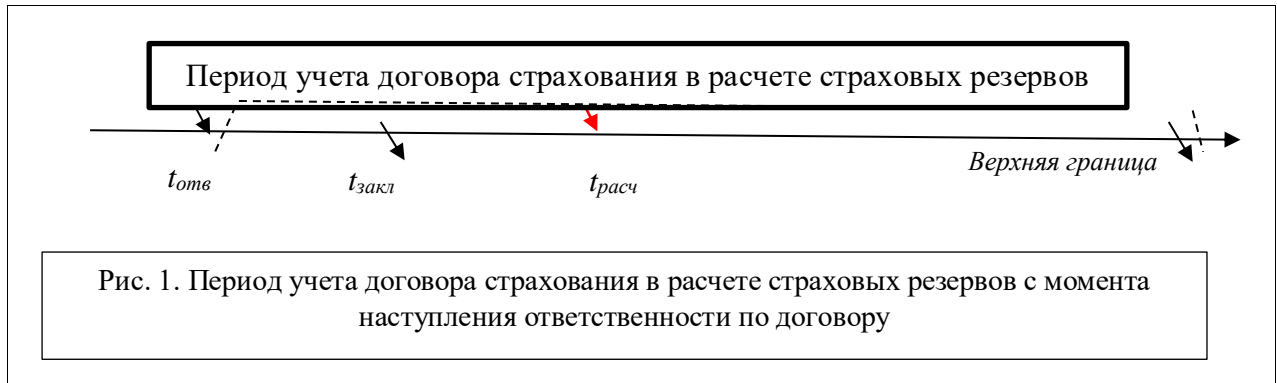 Период учета договора страхования в расчете страховых резервов
Верхняя граница
tотв tзакл tрасч
Рис. 1. Период учета договора страхования в расчете страховых резервов с момента
наступления ответственности по договору